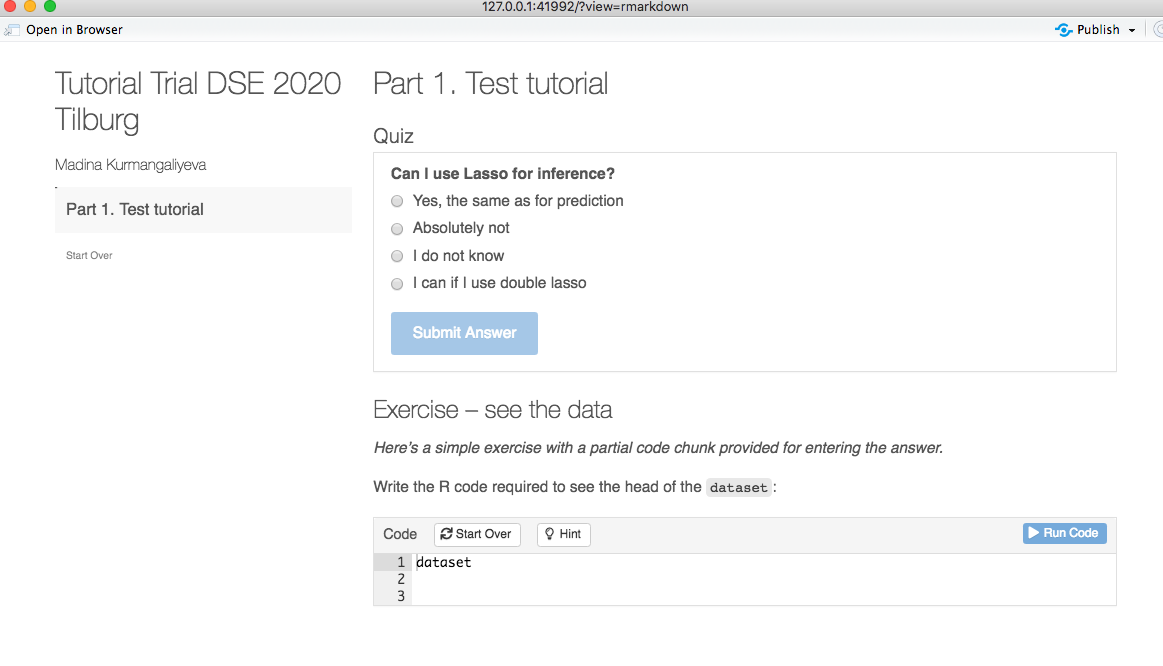 127.0.0.1:41992/?view=rmarkdown
Open in Browser
Publish
Tutorial Trial DSE 2020
Tilburg
Madina Kurmangaliyeva
Part 1. Test tutorial
Start Over
Part 1. Test tutorial
Quiz
Can I use Lasso for inference?
Yes, the same as for prediction
Absolutely not
I do not know
I can if I use double lasso
Submit Answer
Exercise – see the data
Here's a simple exercise with a partial code chunk provided for entering the answer.
Write the R code required to see the head of the dataset:
Code Start Over Hint Run Code
1 dataset
2
3